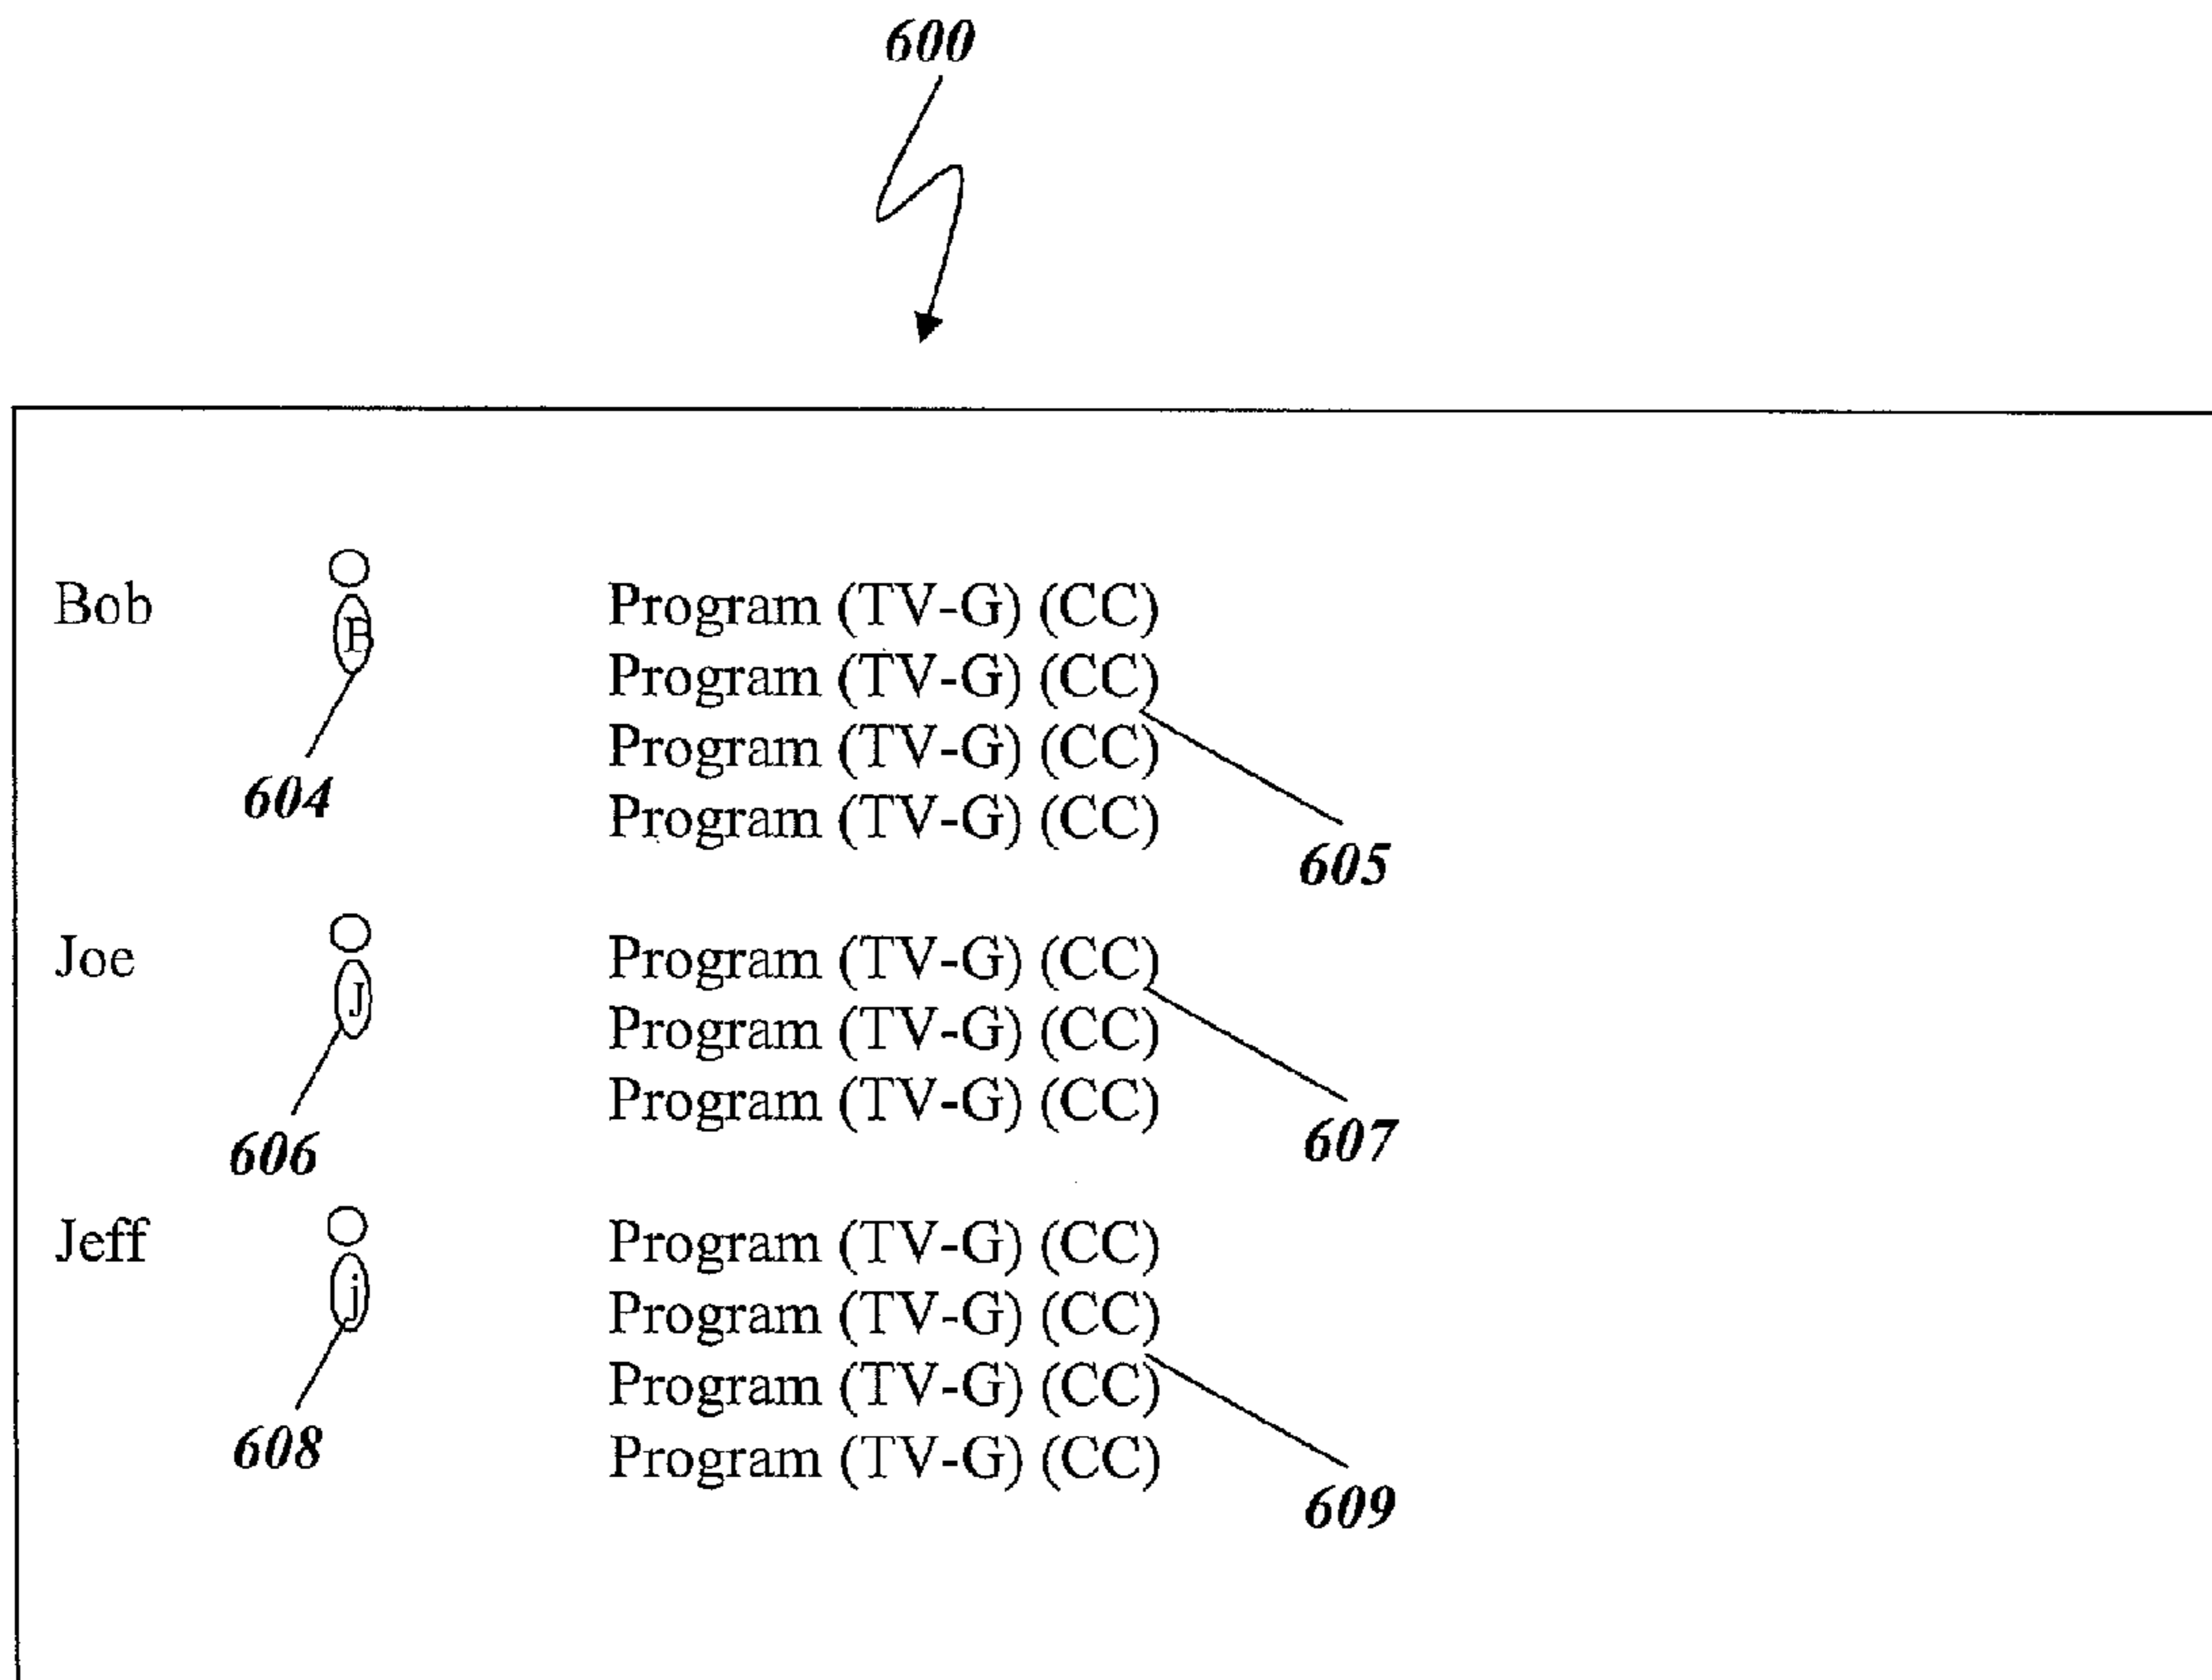 600
Bob B Program (TV-G) (CC)
Program (TV-G) (CC)
Program (TV-G) (CC)
604 Program (TV-G) (CC)
605
Joe J Program (TV-G) (CC)
Program (TV-G) (CC)
Program (TV-G) (CC)
606 607
Jeff j Program (TV-G) (CC)
Program (TV-G) (CC)
Program (TV-G) (CC)
608 Program (TV-G) (CC)
609